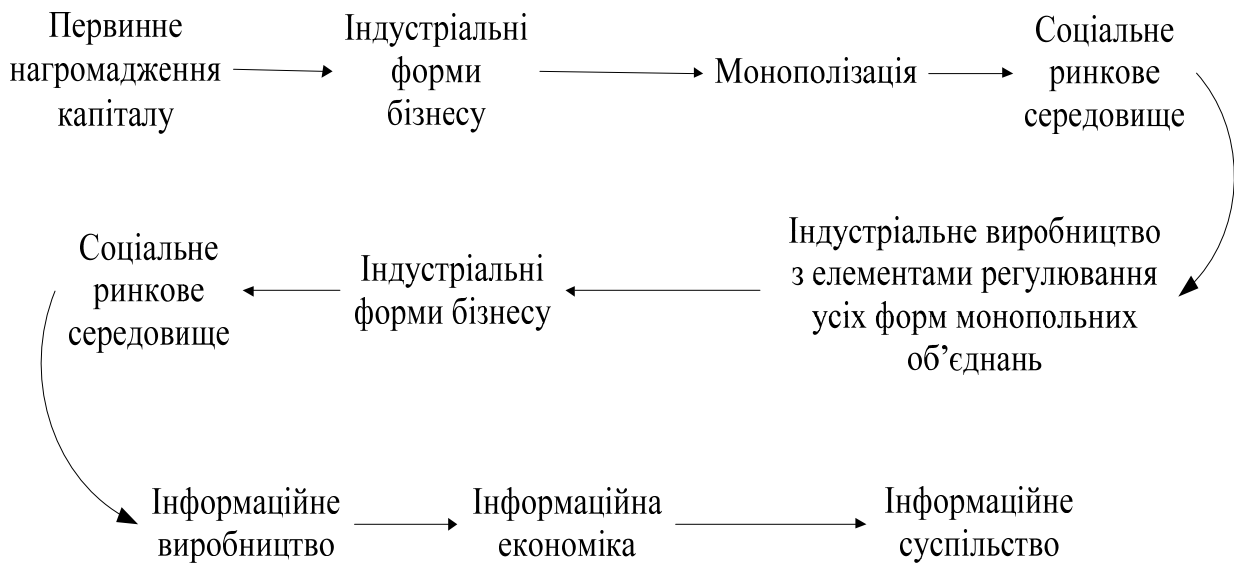 Первинне
нагромадження
капіталу
Індустріальні
форми
бізнесу
Монополізація
Соціальне
ринкове
середовище
Індустріальне виробництво
з елементами регулювання
усіх форм монопольних
об’єднань
Індустріальні
форми бізнесу
Соціальне
ринкове
середовище
Інформаційне
виробництво
Інформаційна
економіка
Інформаційне
суспільство